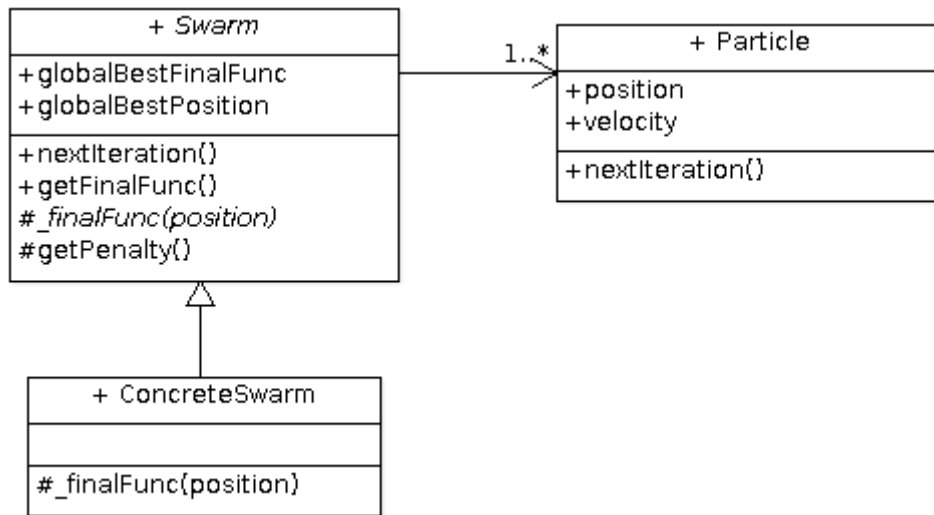 + Swarm
+globalBestFinalFunc
+globalBestPosition
+nextIteration()
+getFinalFunc()
#_finalFunc(position)
#getPenalty()
1..*
+ Particle
+position
+velocity
+nextIteration()
+ ConcreteSwarm
#_finalFunc(position)